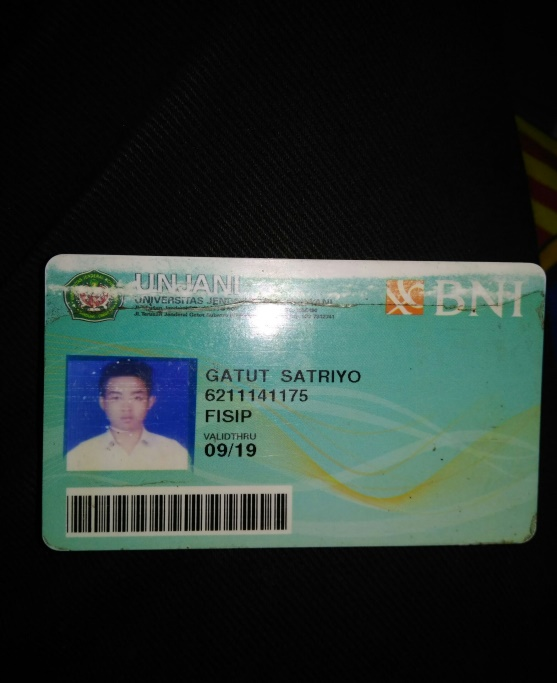 UNJANI
UNIVERSITAS JEN
BNI
GATUT SATRIYO
6211141175
FISIP
VALIDTHRU
09/19